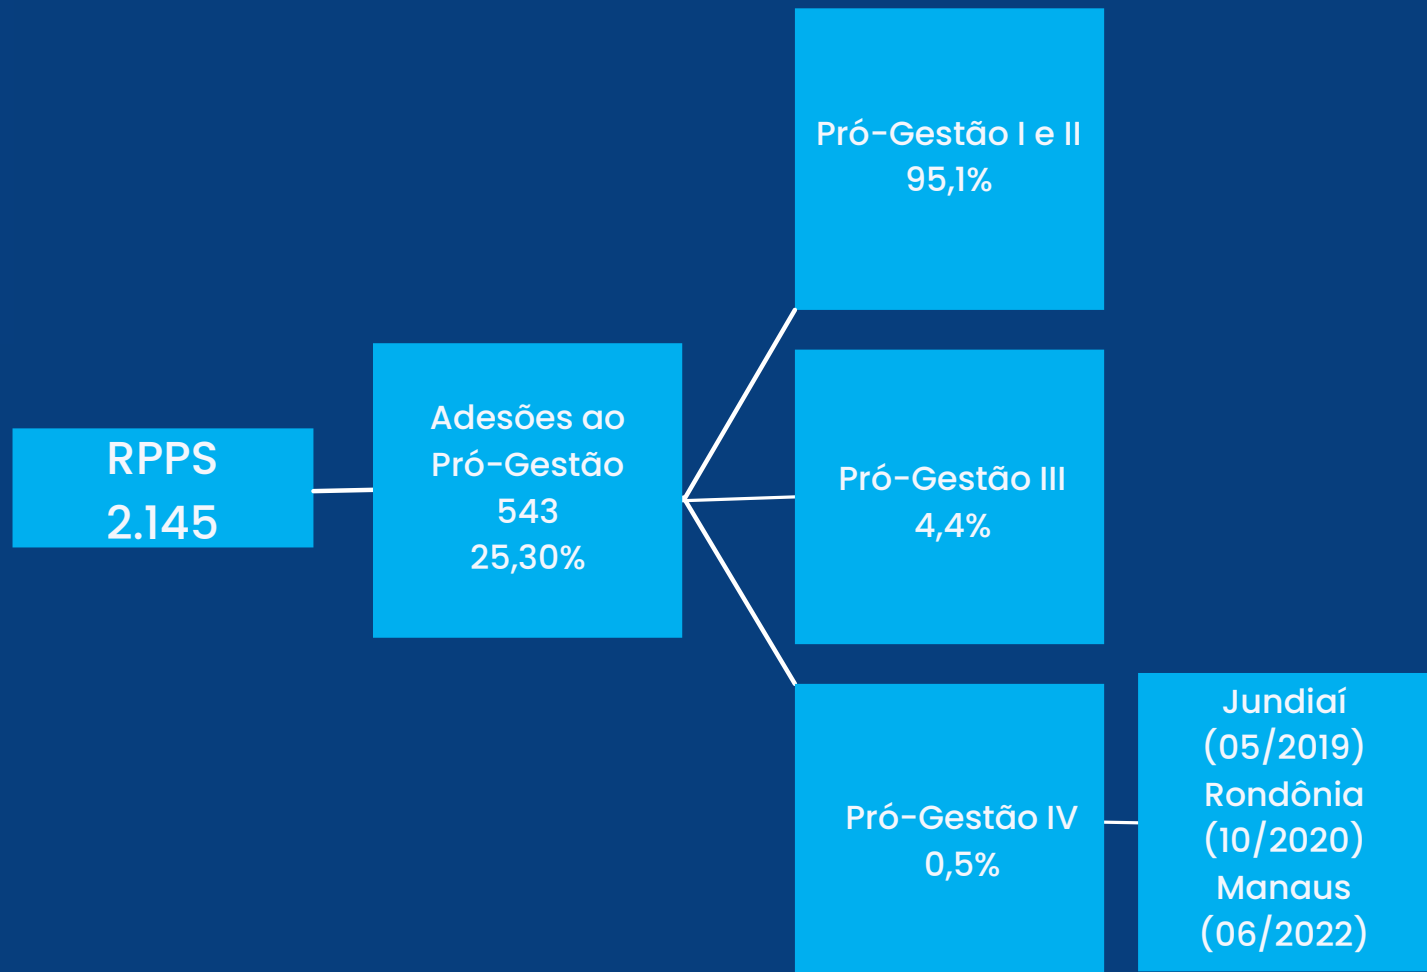 RPPS
2.145
Adesões ao
Pró-Gestão
543
25,30%
Pró-Gestão I e II
95,1%
Pró-Gestão III
4,4%
Pró-Gestão IV
0,5%
Jundiaí
(05/2019)
Rondônia
(10/2020)
Manaus
(06/2022)